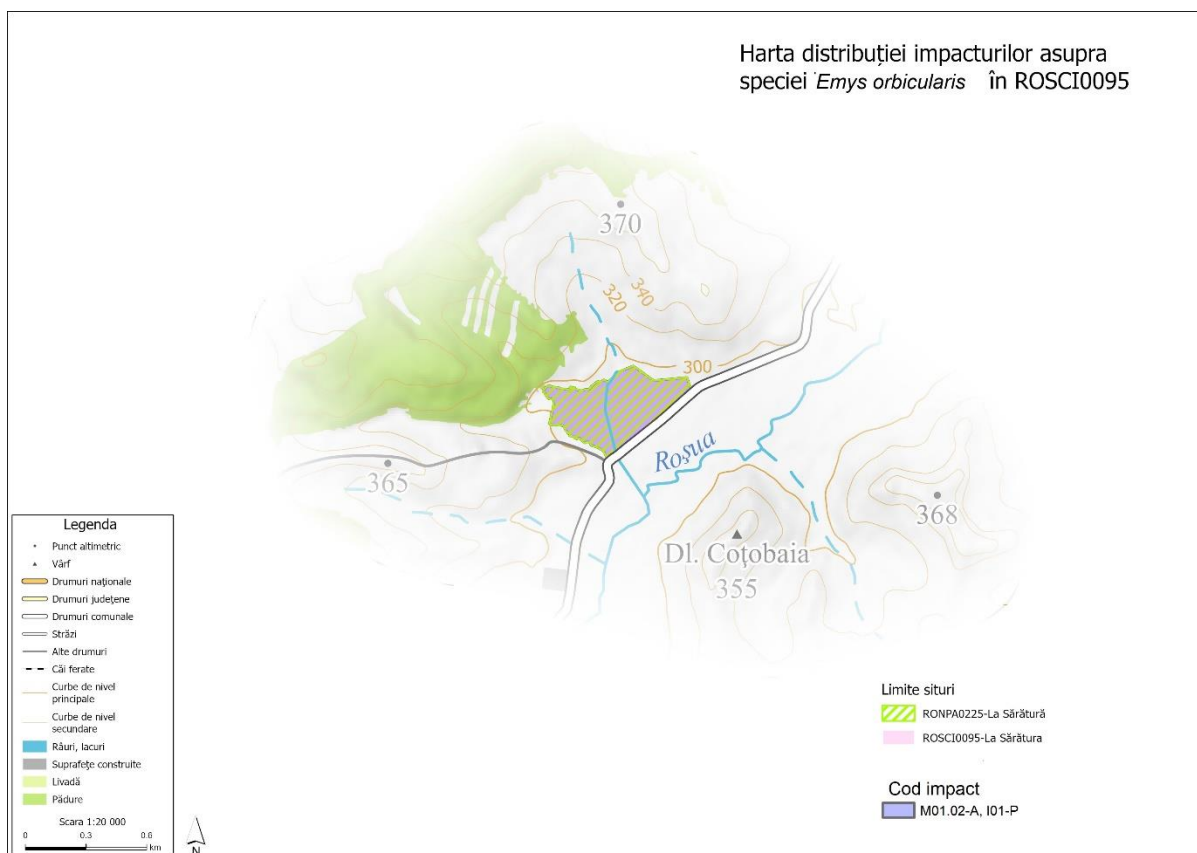 Harta distribuției impacturilor asupra
speciei Emys orbicularis în ROSCI0095
370
340
320
300
Roșua
365
368
Dl. Coțobaia
355
Legenda
Punct altimetric
Vârf
Drumuri naționale
Drumuri județene
Drumuri comunale
Străzi
Alte drumuri
Căi ferate
Curbe de nivel
principale
Curbe de nivel
secundare
Râuri, lacuri
Suprafețe construite
Livadă
Pădure
Scara 1:20 000
0 0.3 0.6
km
N
Limite situri
RONPA0225-La Sărătură
ROSCI0095-La Sărătura
Cod impact
M01.02-A, I01-P